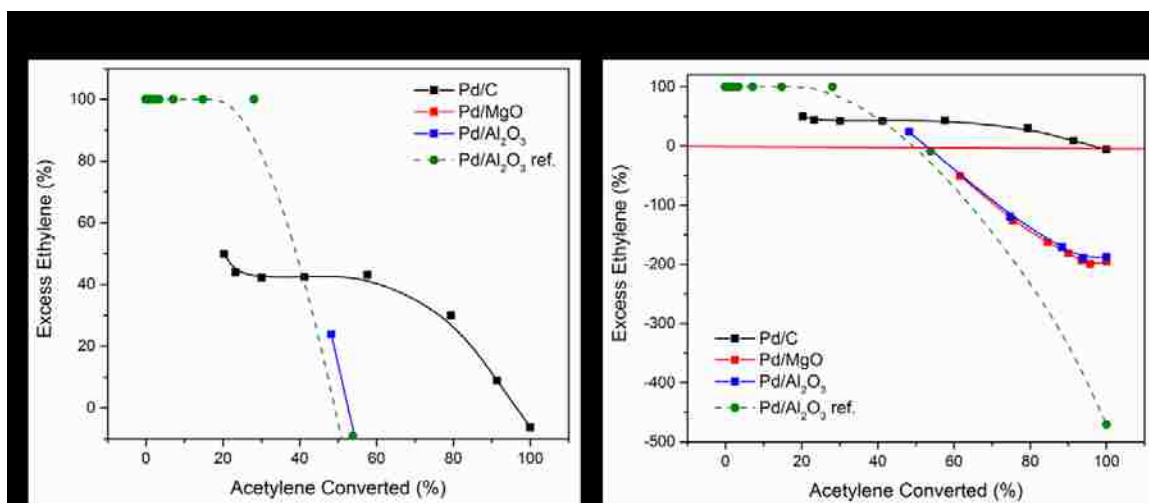 100
80
60
40
20
0
Excess Ethylene (%)
Pd/C
Pd/MgO
Pd/Al₂O₃
Pd/Al₂O₃ ref.
0 20 40 60 80 100
Acetylene Converted (%)
100
0
-100
-200
-300
-400
-500
Excess Ethylene (%)
Pd/C
Pd/MgO
Pd/Al₂O₃
Pd/Al₂O₃ ref.
0 20 40 60 80 100
Acetylene Converted (%)